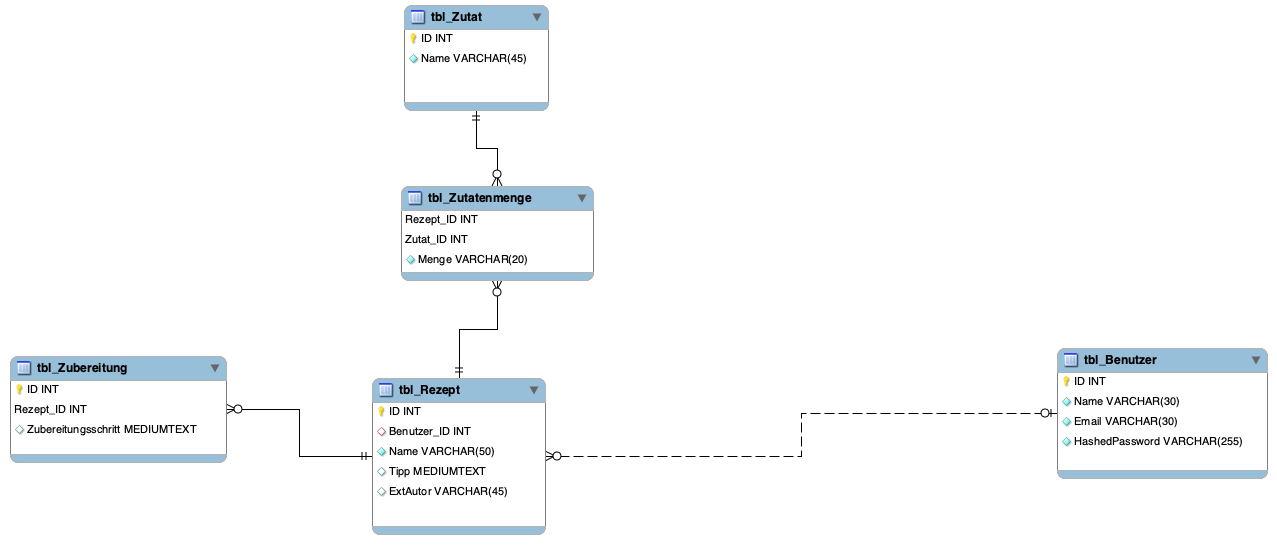 tbl_Zutat
ID INT
Name VARCHAR(45)
tbl_Zutatenmenge
Rezept_ID INT
Zutat_ID INT
Menge VARCHAR(20)
tbl_Zubereitung
ID INT
Rezept_ID INT
Zubereitungsschritt MEDIUMTEXT
tbl_Rezept
ID INT
Benutzer_ID INT
Name VARCHAR(50)
Tipp MEDIUMTEXT
ExtAutor VARCHAR(45)
tbl_Benutzer
ID INT
Name VARCHAR(30)
Email VARCHAR(30)
HashedPassword VARCHAR(255)